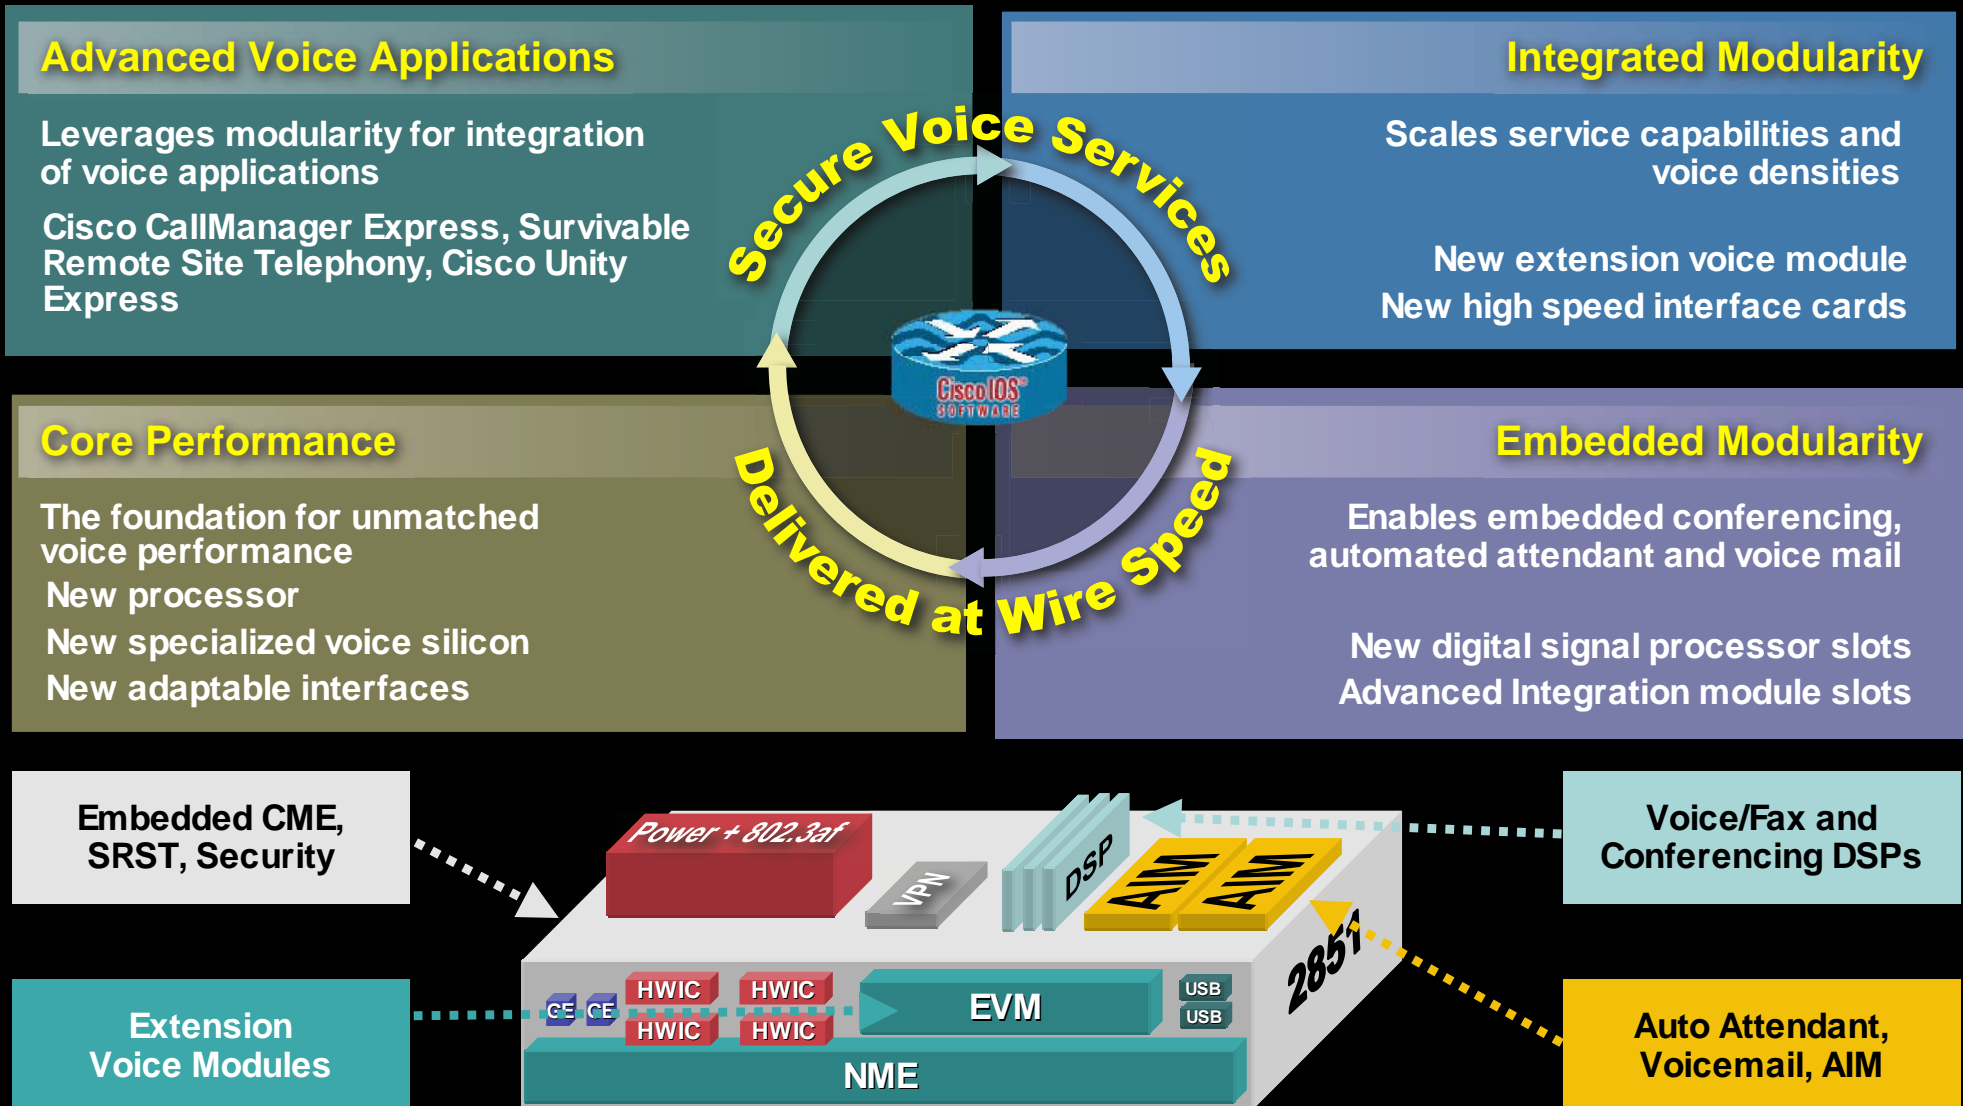 Advanced Voice Applications
Leverages modularity for integration
of voice applications
Cisco CallManager Express, Survivable
Remote Site Telephony, Cisco Unity
Express
Integrated Modularity
Scales service capabilities and
voice densities
New extension voice module
New high speed interface cards
Secure Voice Services
Cisco IOS
SOFTWARE
Delivered at Wire Speed
Core Performance
The foundation for unmatched
voice performance
New processor
New specialized voice silicon
New adaptable interfaces
Embedded Modularity
Enables embedded conferencing,
automated attendant and voice mail
New digital signal processor slots
Advanced Integration module slots
Embedded CME,
SRST, Security
Power + 802.3af
VPN
DSP
AIM
AIM
2851
Voice/Fax and
Conferencing DSPs
Extension
Voice Modules
GE GE
HWIC HWIC
HWIC HWIC
EVM
USB
USB
NME
Auto Attendant,
Voicemail, AIM